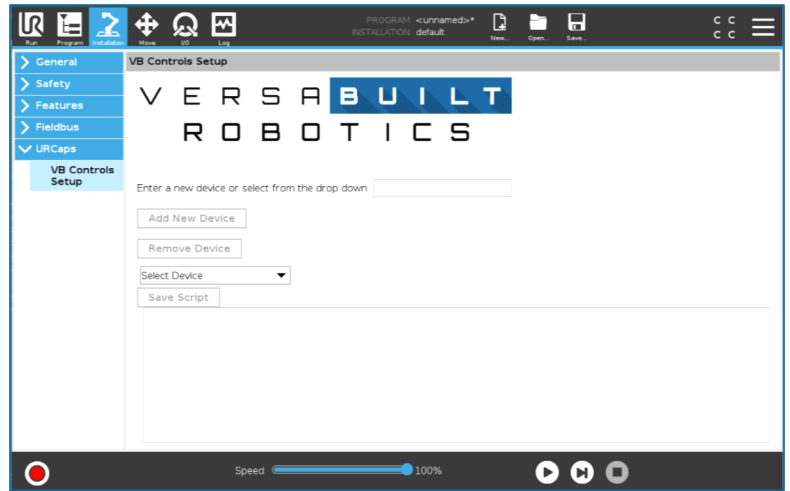 PROGRAM <unnamed>*
INSTALLATION default
C C
C C
Run Program Installation Move I/O Log New... Open... Save...
General
Safety
Features
Fieldbus
URCaps
VB Controls
Setup
VB Controls Setup
VERSABUILT
ROBOTICS
Enter a new device or select from the drop down
Add New Device
Remove Device
Select Device
Save Script
Speed 100%